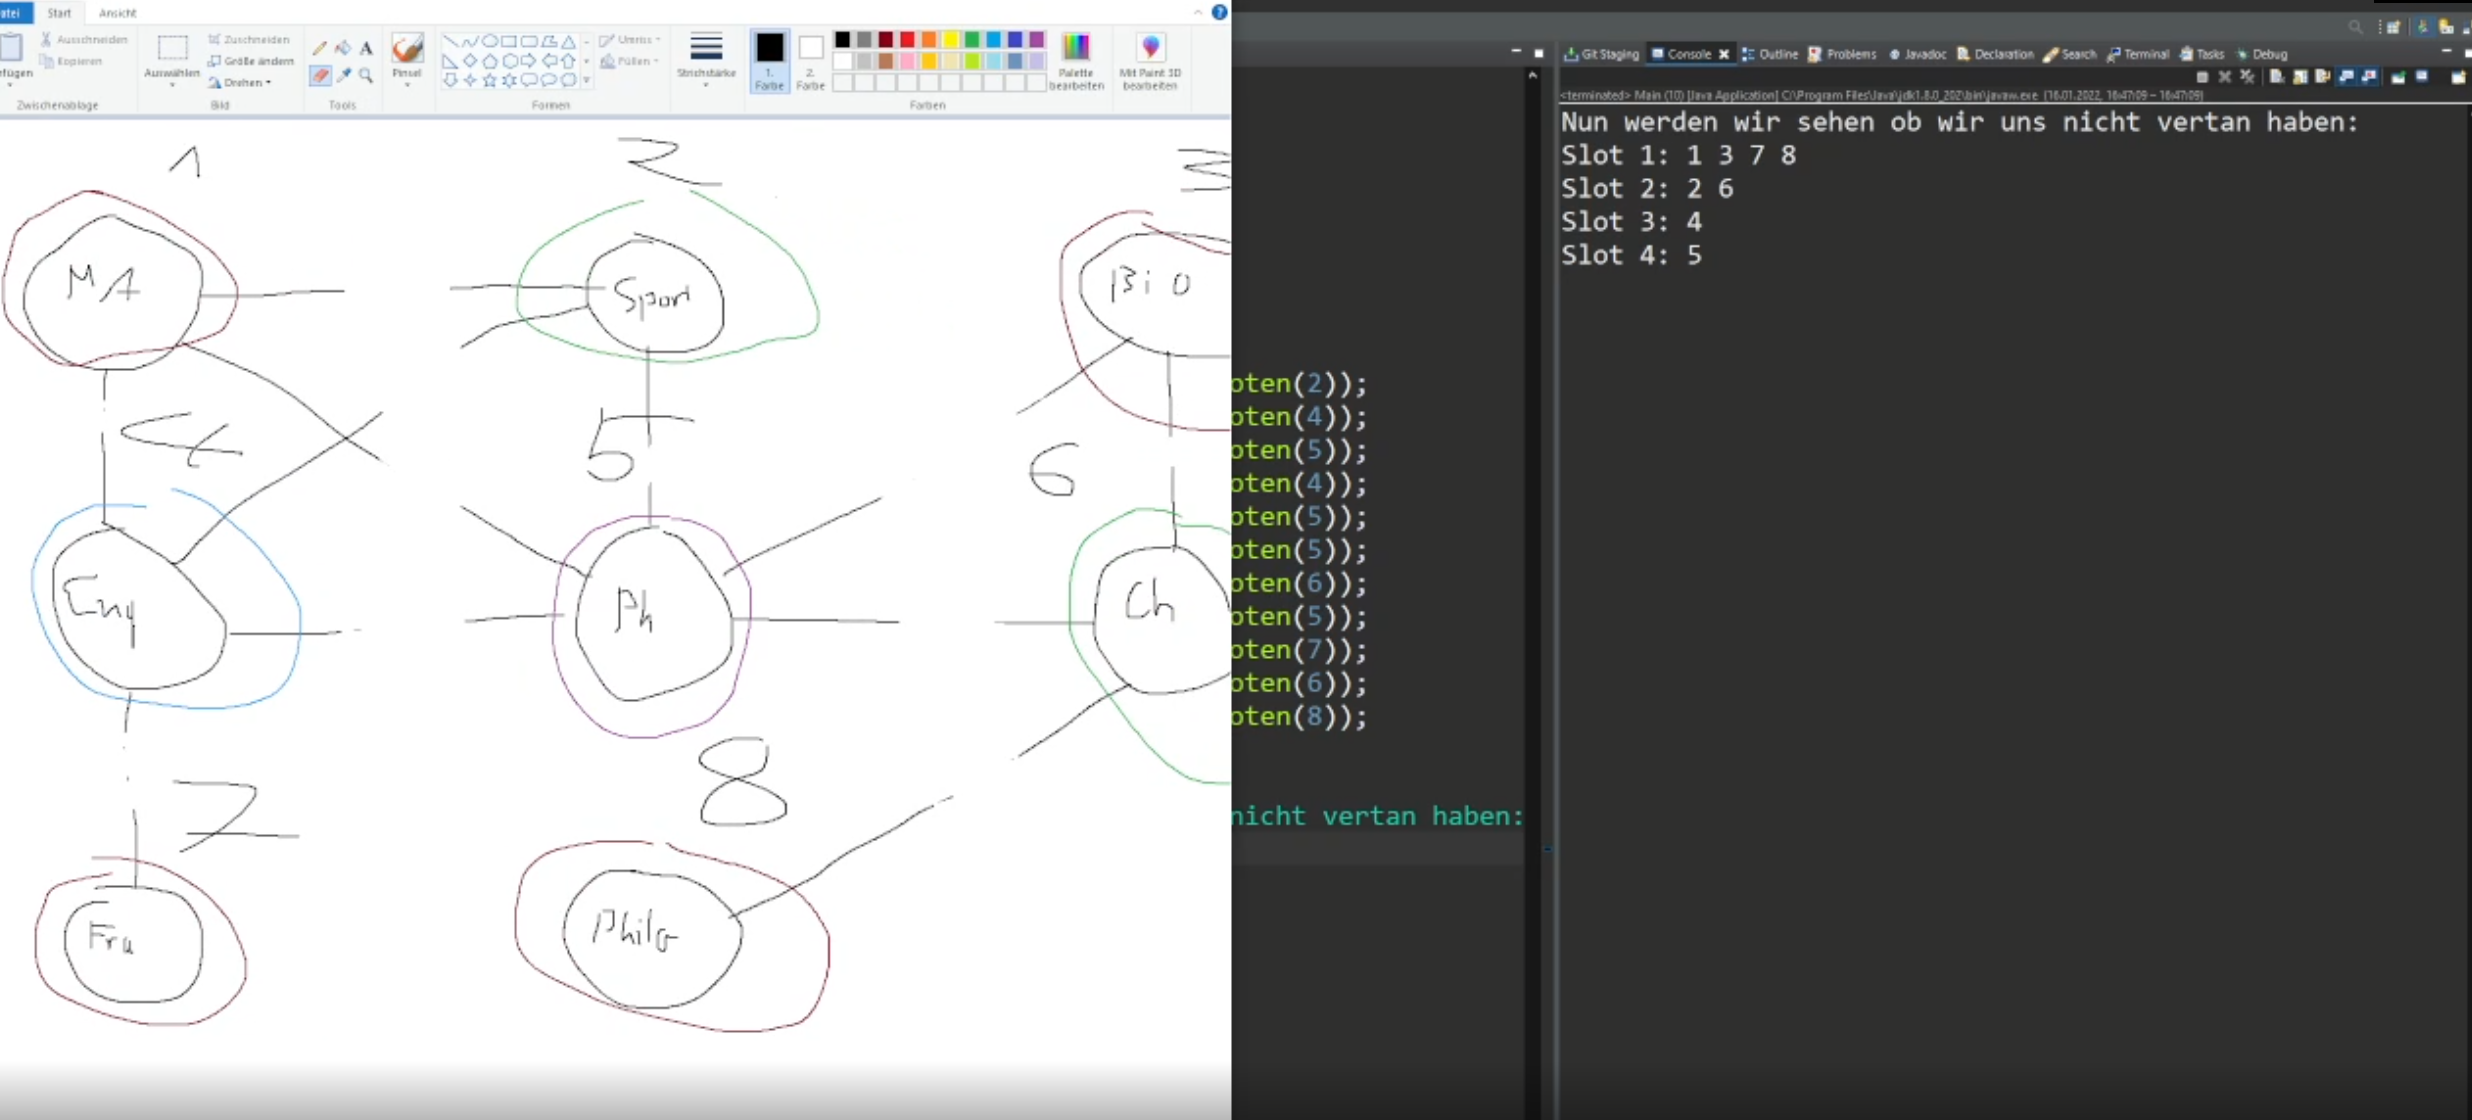 atei Start Ansicht
Ausschneiden
Kopieren
fügen
Zwischenablage
Auswählen
Zuschneiden
Größe ändern
Drehen
Bild
Tools
Pinsel
Umriss
Füllen
Formen
Strichstärke
1. Farbe
2. Farbe
Palette bearbeiten
Mit Paint 3D bearbeiten
Farben
1
2
3
MA
Sport
Bio
4
5
6
Eng
Ph
Ch
7
8
Fra
Philo
oten(2));
oten(4));
oten(5));
oten(4));
oten(5));
oten(5));
oten(6));
oten(5));
oten(7));
oten(6));
oten(8));
nicht vertan haben:
Git Staging Console Outline Problems Javadoc Declaration Search Terminal Tasks Debug
<terminated> Main (10) [Java Application] C:\Program Files\Java\jdk1.8.0_202\bin\javaw.exe (16.01.2022, 16:47:09 – 16:47:09)
Nun werden wir sehen ob wir uns nicht vertan haben:
Slot 1: 1 3 7 8
Slot 2: 2 6
Slot 3: 4
Slot 4: 5